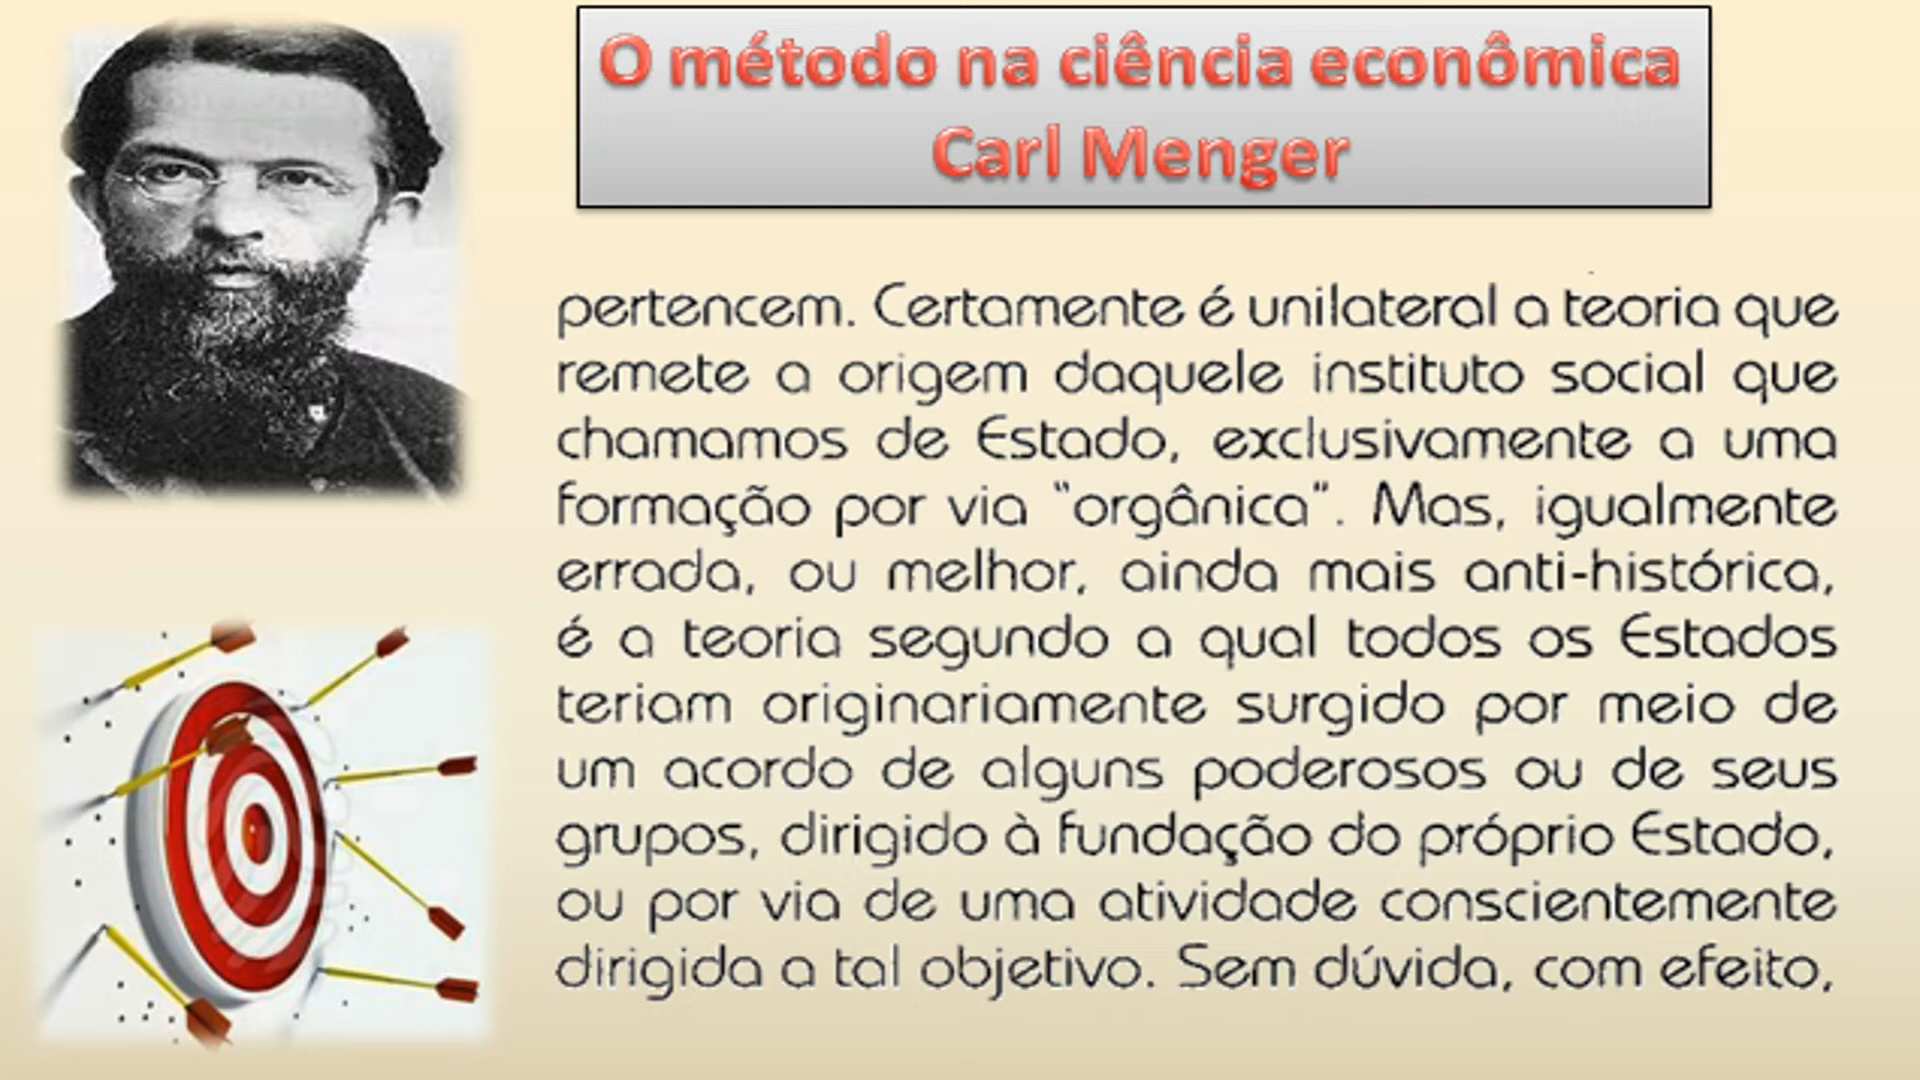 O método na ciência econômica
Carl Menger
pertencem. Certamente é unilateral a teoria que
remete a origem daquele instituto social que
chamamos de Estado, exclusivamente a uma
formação por via "orgânica". Mas, igualmente
errada, ou melhor, ainda mais anti-histórica,
é a teoria segundo a qual todos os Estados
teriam originariamente surgido por meio de
um acordo de alguns poderosos ou de seus
grupos, dirigido à fundação do próprio Estado,
ou por via de uma atividade conscientemente
dirigida a tal objetivo. Sem dúvida, com efeito,